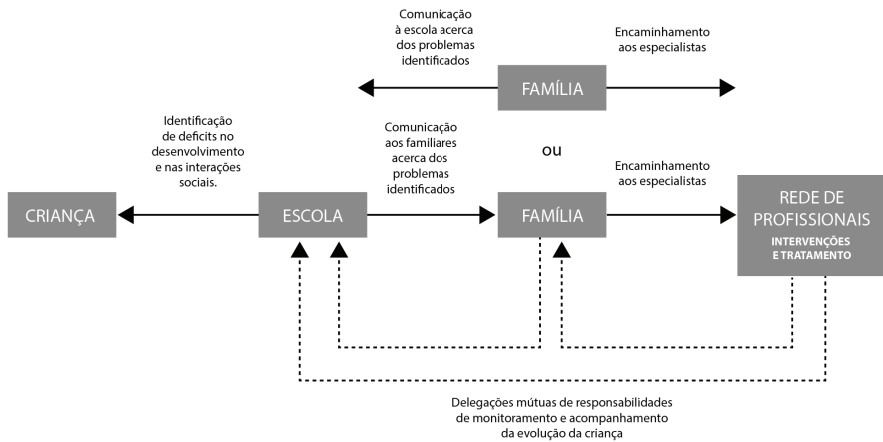 Comunicação
à escola acerca
dos problemas
identificados
Encaminhamento
aos especialistas
FAMÍLIA
Identificação
de deficits no
desenvolvimento
e nas interações
sociais.
Comunicação
aos familiares
acerca dos
problemas
identificados
ou
Encaminhamento
aos especialistas
CRIANÇA
ESCOLA
FAMÍLIA
REDE DE
PROFISSIONAIS
INTERVENÇÕES
E TRATAMENTO
Delegações mútuas de responsabilidades
de monitoramento e acompanhamento
da evolução da criança